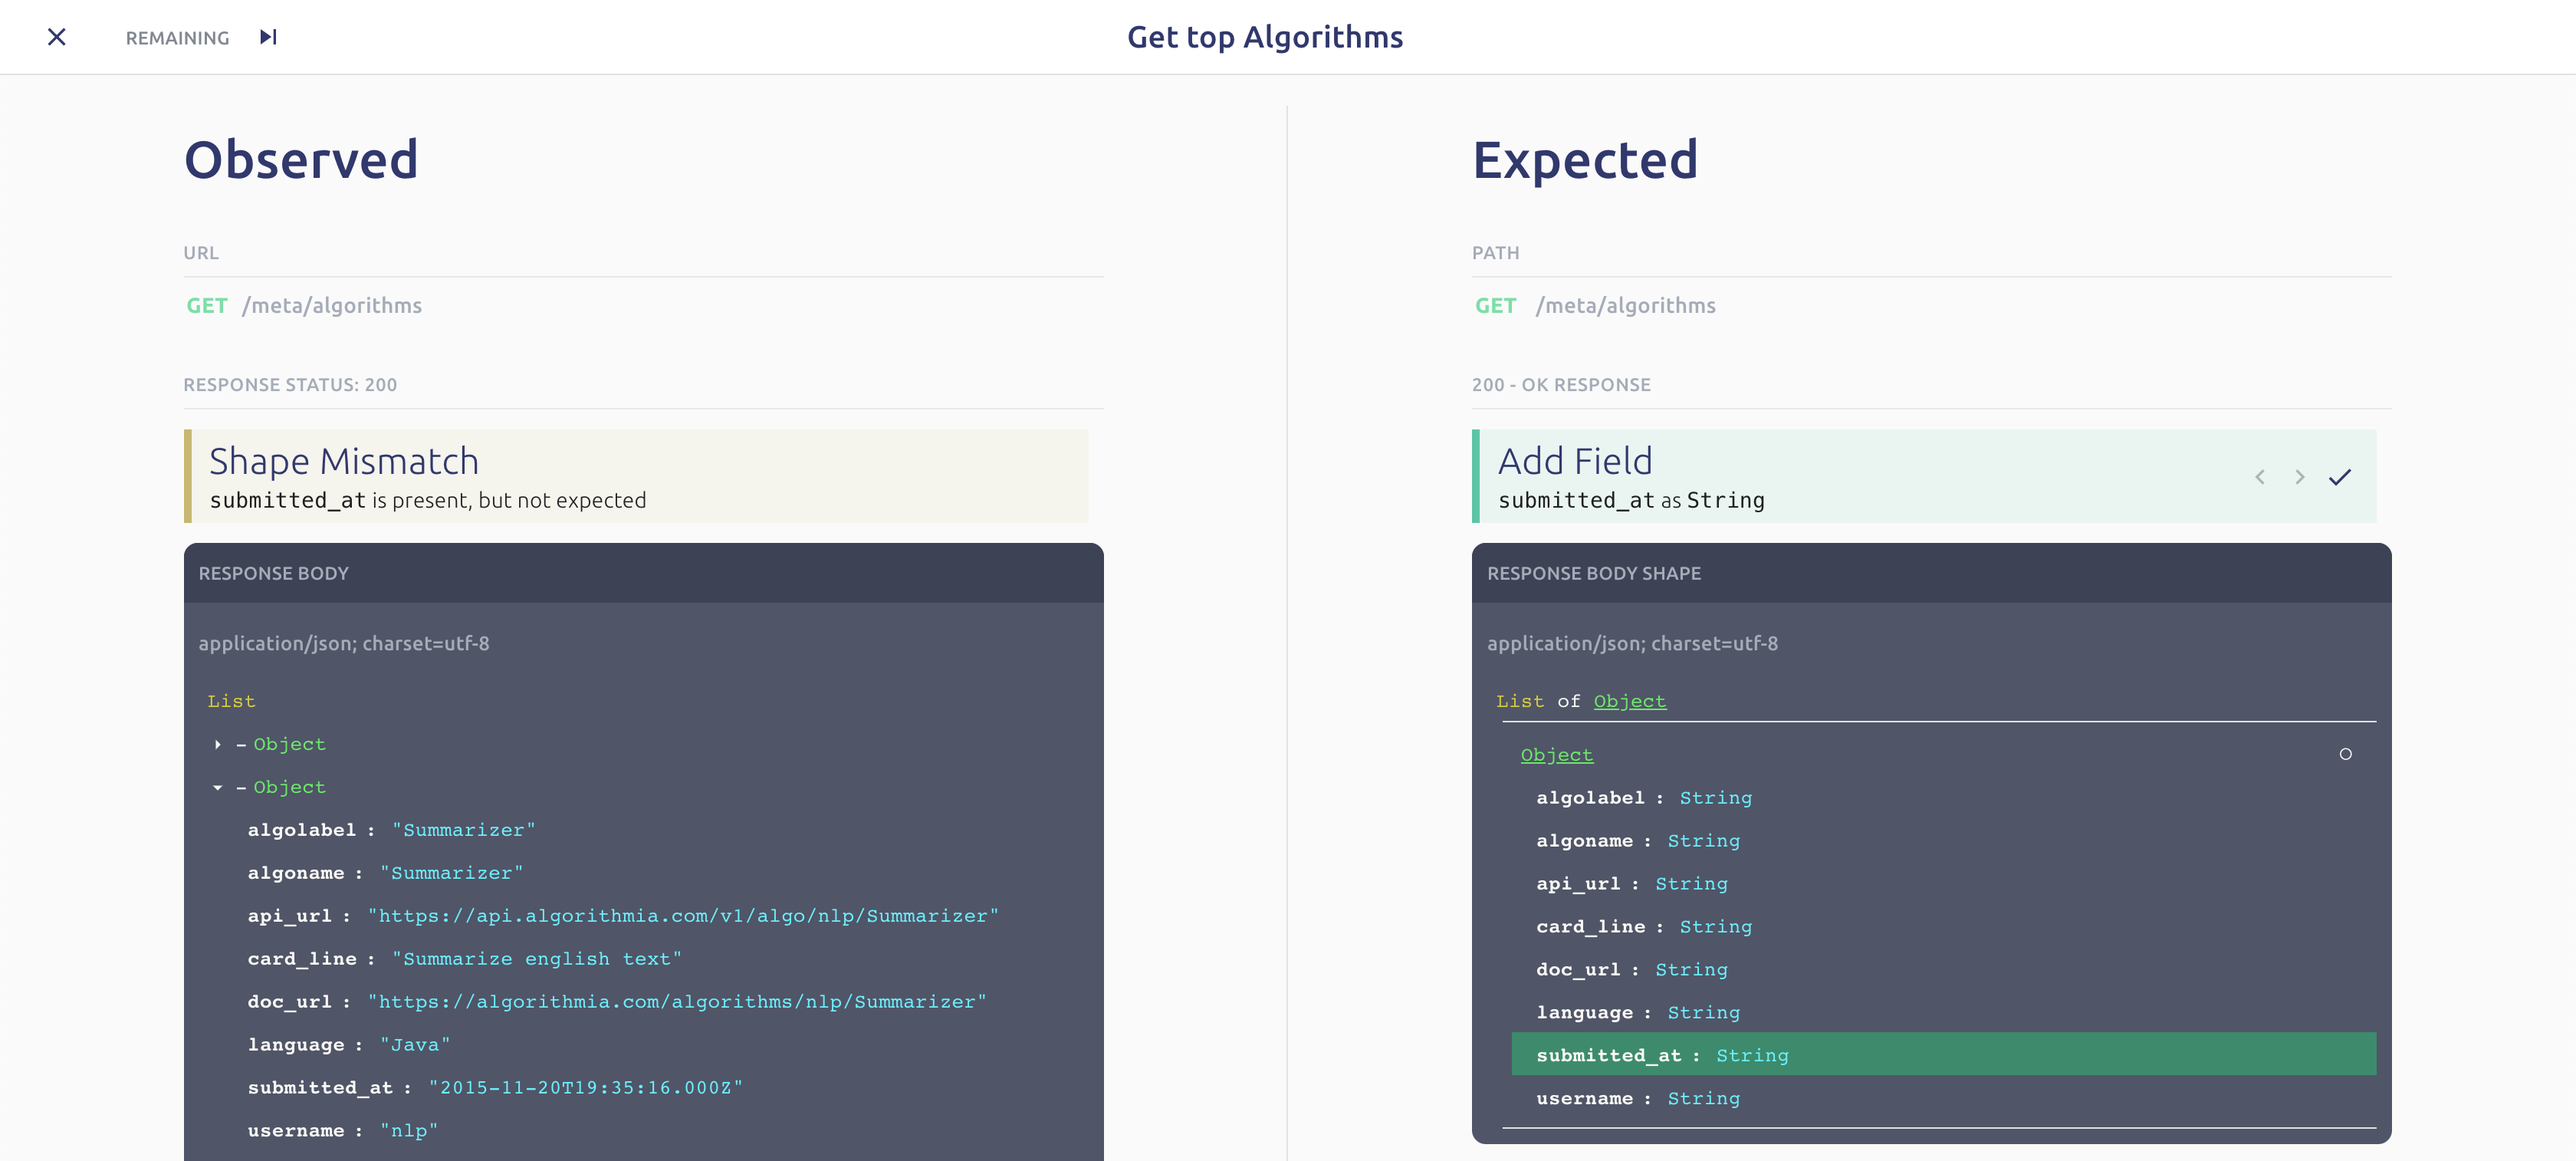 REMAINING
Get top Algorithms
Observed
URL
GET /meta/algorithms
RESPONSE STATUS: 200
Shape Mismatch
submitted_at is present, but not expected
RESPONSE BODY
application/json; charset=utf-8
List
Object
Object
algolabel : "Summarizer"
algoname : "Summarizer"
api_url : "https://api.algorithmia.com/v1/algo/nlp/Summarizer"
card_line : "Summarize english text"
doc_url : "https://algorithmia.com/algorithms/nlp/Summarizer"
language : "Java"
submitted_at : "2015-11-20T19:35:16.000Z"
username : "nlp"
Expected
PATH
GET /meta/algorithms
200 - OK RESPONSE
Add Field
submitted_at as String
RESPONSE BODY SHAPE
application/json; charset=utf-8
List of Object
Object
algolabel : String
algoname : String
api_url : String
card_line : String
doc_url : String
language : String
submitted_at : String
username : String